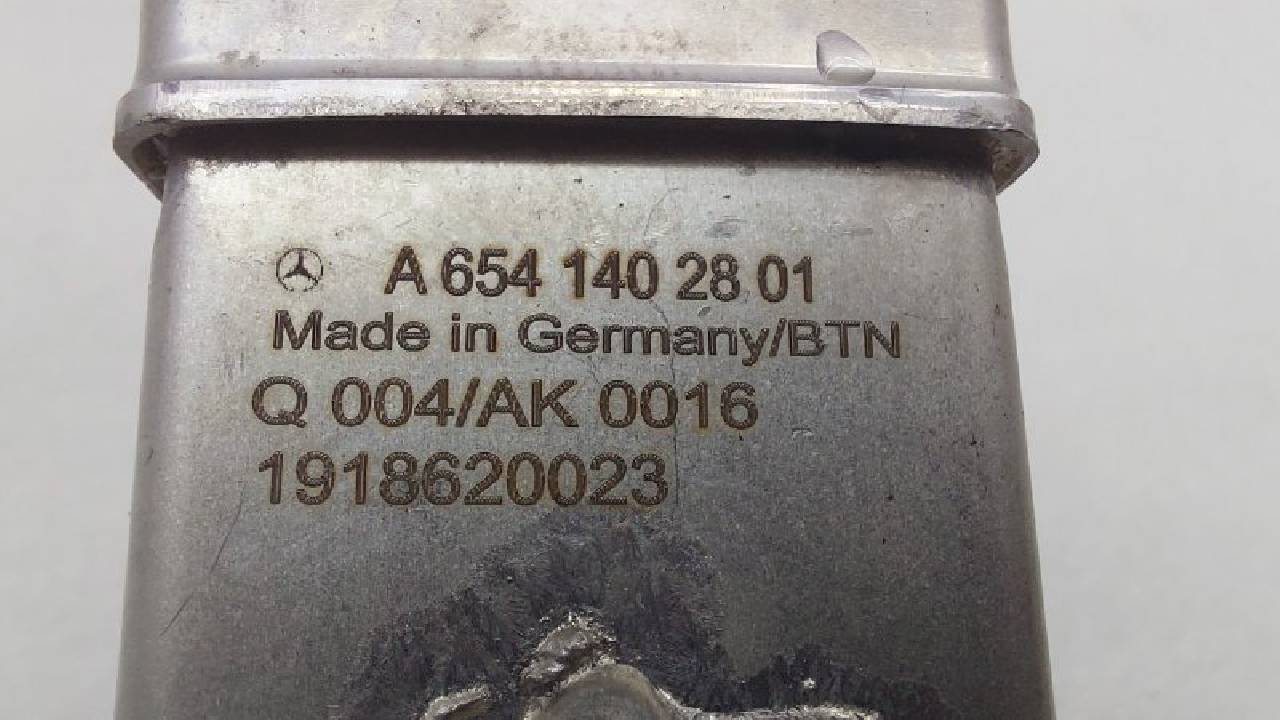 A 654 140 28 01
Made in Germany/BTN
Q 004/AK 0016
1918620023